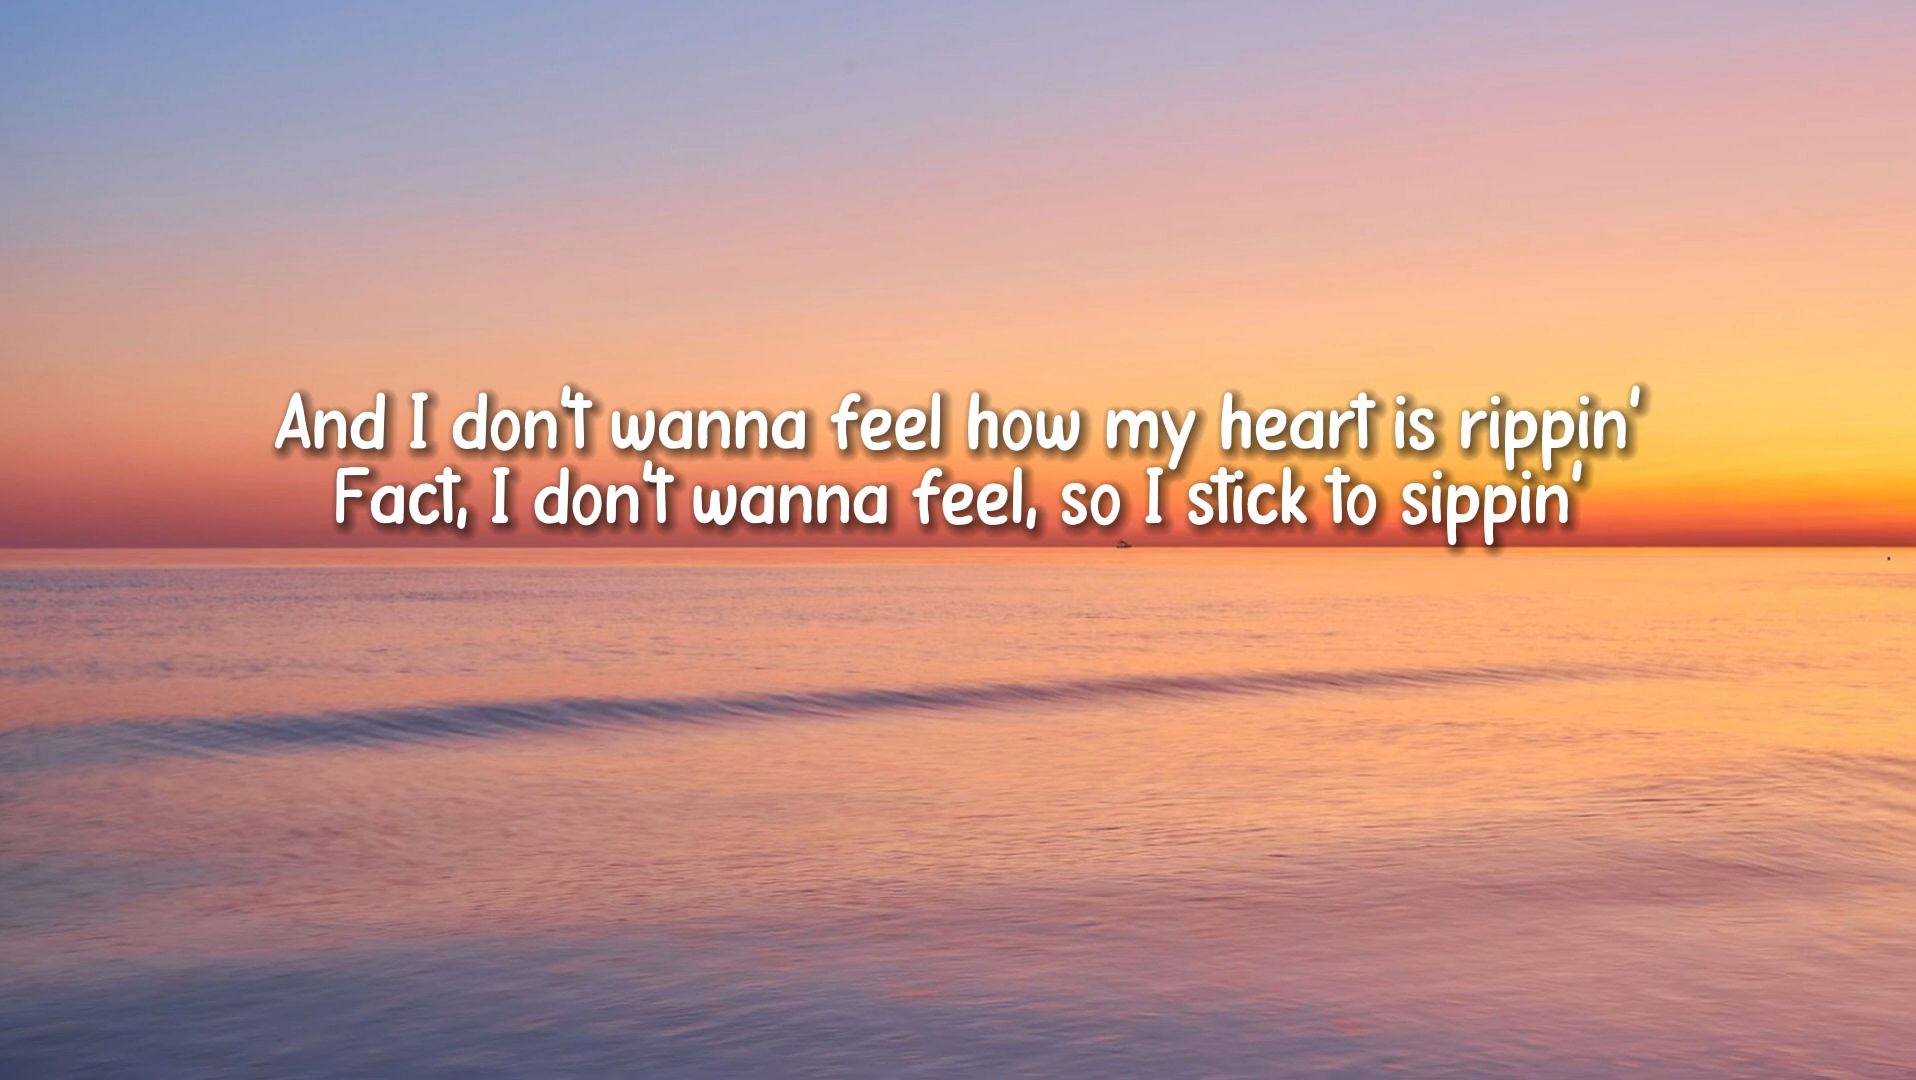 And I don't wanna feel how my heart is rippin'
Fact, I don't wanna feel, so I stick to sippin'